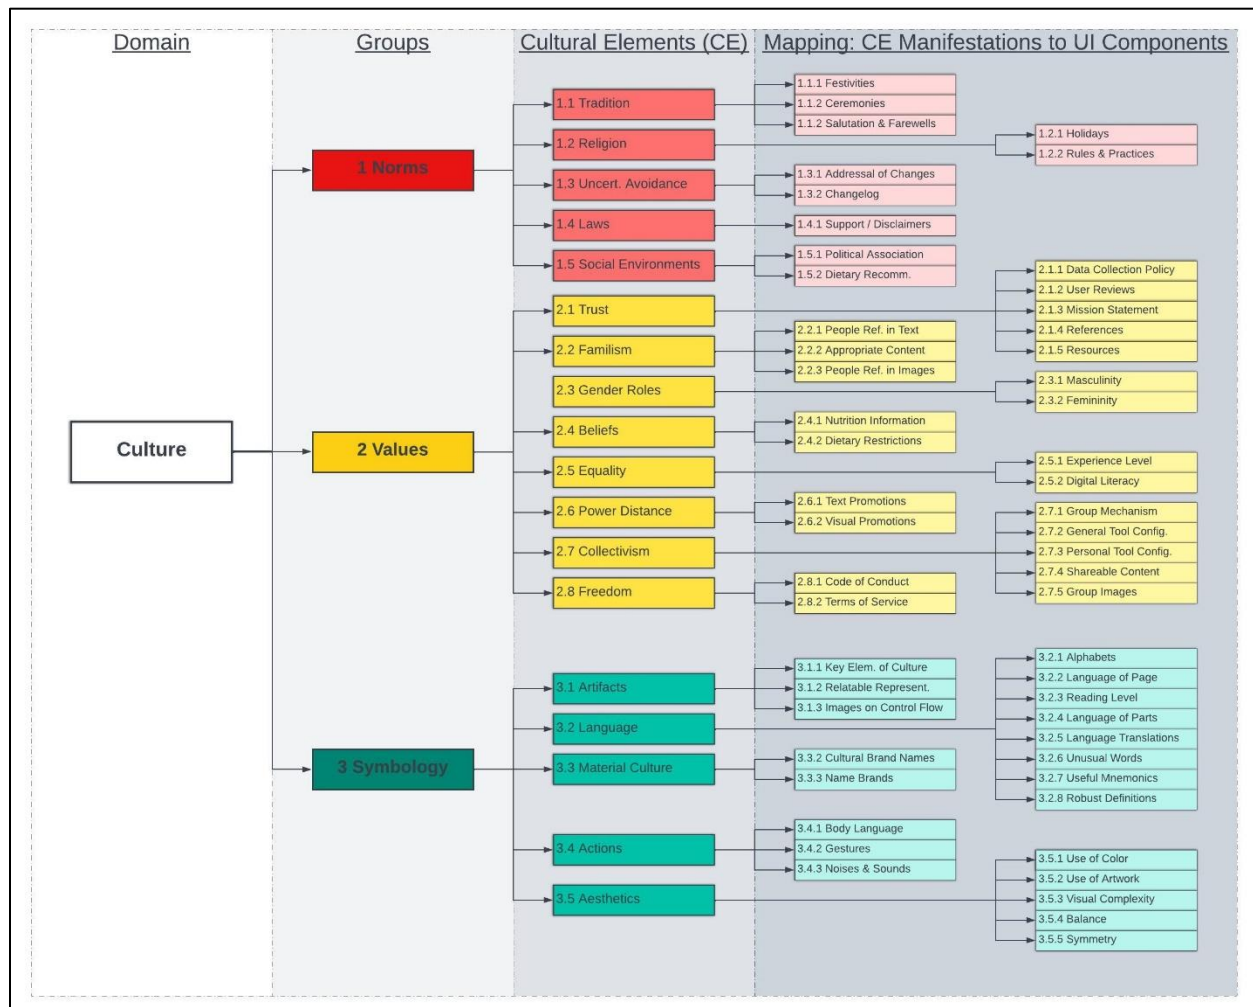 Domain
Groups
Cultural Elements (CE)
Mapping: CE Manifestations to UI Components
Culture
1 Norms
1.1 Tradition
1.1.1 Festivities
1.1.2 Ceremonies
1.1.2 Salutation & Farewells
1.2 Religion
1.2.1 Holidays
1.2.2 Rules & Practices
1.3 Uncert. Avoidance
1.3.1 Addressal of Changes
1.3.2 Changelog
1.4 Laws
1.4.1 Support / Disclaimers
1.5 Social Environments
1.5.1 Political Association
1.5.2 Dietary Recomm.
2 Values
2.1 Trust
2.1.1 Data Collection Policy
2.1.2 User Reviews
2.1.3 Mission Statement
2.1.4 References
2.1.5 Resources
2.2 Familism
2.2.1 People Ref. in Text
2.2.2 Appropriate Content
2.2.3 People Ref. in Images
2.3 Gender Roles
2.3.1 Masculinity
2.3.2 Femininity
2.4 Beliefs
2.4.1 Nutrition Information
2.4.2 Dietary Restrictions
2.5 Equality
2.5.1 Experience Level
2.5.2 Digital Literacy
2.6 Power Distance
2.6.1 Text Promotions
2.6.2 Visual Promotions
2.7 Collectivism
2.7.1 Group Mechanism
2.7.2 General Tool Config.
2.7.3 Personal Tool Config.
2.7.4 Shareable Content
2.7.5 Group Images
2.8 Freedom
2.8.1 Code of Conduct
2.8.2 Terms of Service
3 Symbology
3.1 Artifacts
3.1.1 Key Elem. of Culture
3.1.2 Relatable Represent.
3.1.3 Images on Control Flow
3.2 Language
3.2.1 Alphabets
3.2.2 Language of Page
3.2.3 Reading Level
3.2.4 Language of Parts
3.2.5 Language Translations
3.2.6 Unusual Words
3.2.7 Useful Mnemonics
3.2.8 Robust Definitions
3.3 Material Culture
3.3.2 Cultural Brand Names
3.3.3 Name Brands
3.4 Actions
3.4.1 Body Language
3.4.2 Gestures
3.4.3 Noises & Sounds
3.5 Aesthetics
3.5.1 Use of Color
3.5.2 Use of Artwork
3.5.3 Visual Complexity
3.5.4 Balance
3.5.5 Symmetry